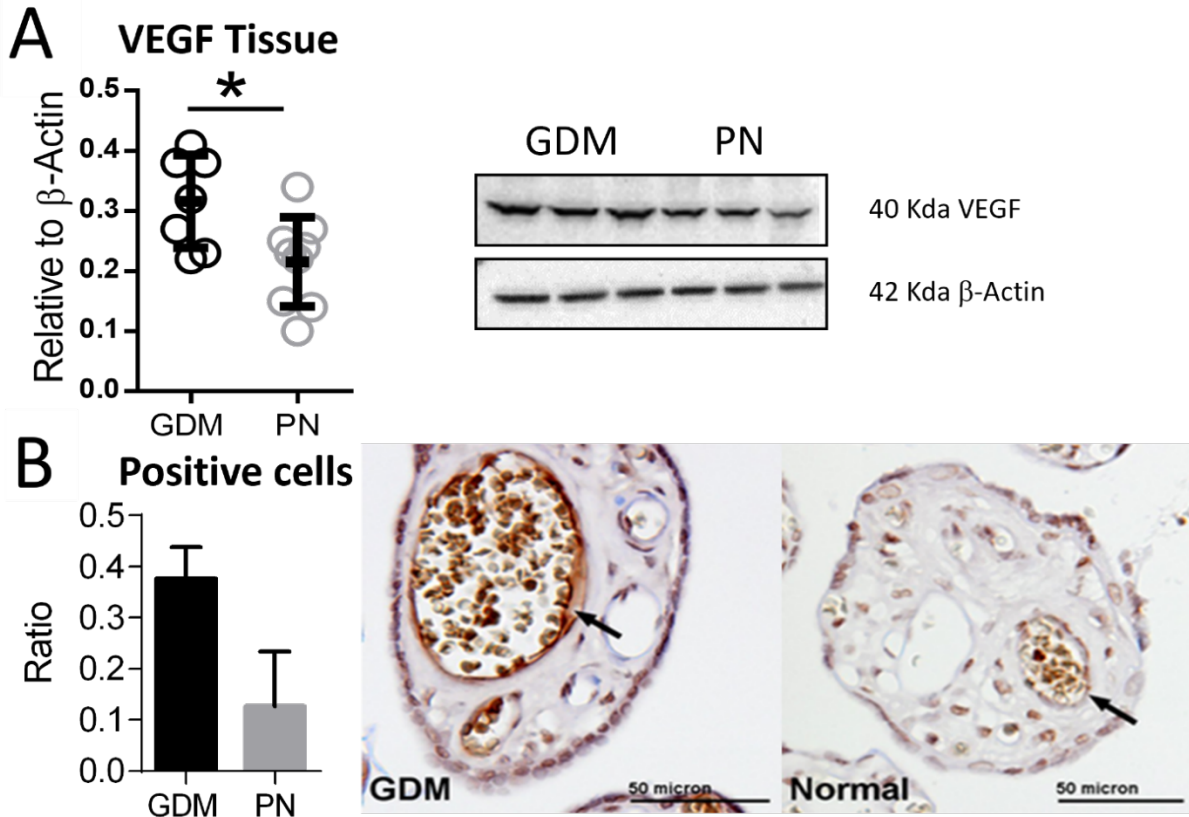 A
VEGF Tissue
*
Relative to β-Actin
0.5
0.4
0.3
0.2
0.1
0.0
GDM PN
GDM PN
40 Kda VEGF
42 Kda β-Actin
B
Positive cells
Ratio
0.5
0.4
0.3
0.2
0.1
0.0
GDM PN
GDM
50 micron
Normal
50 micron